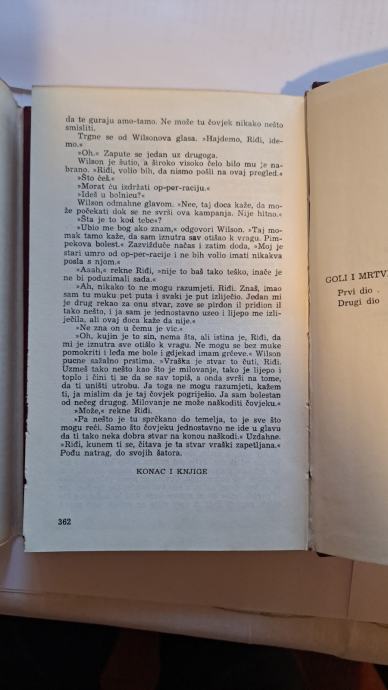 da te guraju amo-tamo. Ne može tu čovjek nikako nešto
smisliti.
Trgne se od Wilsonova glasa. »Hajdemo, Riđi, ide-
mo.«
»Oh.« Zapute se jedan uz drugoga.
Wilson je šutio, a široko visoko čelo bilo mu je na-
brano. »Riđi, volio bih, da nismo pošli na ovaj pregled.«
»Što ćeš.«
»Morat ću izdržati op-per-raciju.«
»Ideš u bolnicu?«
Wilson odmahne glavom. »Nee, taj doca kaže, da mo-
že počekati dok se ne svrši ova kampanja. Nije hitno.«
»Šta je to kod tebe?«
»Ubio me bog ako znam,« odgovori Wilson. »Taj mo-
mak tamo kaže, da sam iznutra sav otišao k vragu. Pim-
pekova bolest.« Zazvižduče načas i zatim doda, »Moj je
stari umro od op-per-racije i ne bih volio imati nikakva
posla s njom.«
»Aaah,« rekne Riđi, »nije to baš tako teško, inače je
ne bi poduzimali sada.«
»Ah, nikako to ne mogu razumjeti, Riđi. Znaš, imao
sam tu muku pet puta i svaki je put izliječio. Jedan mi
je drug rekao za onu stvar, zove se pirdon il pridion il
tako nešto, i ja sam je jednostavno uzeo i lijepo me izli-
ječila, ali ovaj doca kaže da nije.«
»Ne zna on u čemu je vic.«
»Oh, kujin je to sin, nema šta, ali istina je, Riđi, da
mi je iznutra sve otišlo k vragu. Ne mogu se bez muke
pomokriti i leđa me bole i gdjekad imam grčeve.« Wilson
pucne sažalno prstima. »Vraška je stvar to ćuti, Riđi.
Uzmeš tako nešto kao što je milovanje, tako je lijepo i
toplo i čini ti se da se sav topiš, a onda svrši na tome,
da ti uništi utrobu. Ja toga ne mogu razumjeti, kažem
ti, ja mislim da je taj čovjek pogriješio. Ja sam bolestan
od nečeg drugog. Milovanje ne može naškoditi čovjeku.«
»Može,« rekne Riđi.
»Pa nešto je tu sprčkano do temelja, to je sve što
mogu reći. Samo što čovjeku jednostavno ne ide u glavu
da ti tako neka dobra stvar na koncu naškodi.« Uzdahne.
»Riđi, kunem ti se, čitava je ta stvar vraški zapetljana.«
Pođu natrag, do svojih šatora.
KONAC I KNJIGE
362
GOLI I MRTVI
Prvi dio
Drugi dio